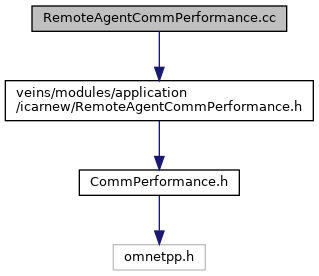 RemoteAgentCommPerformance.cc
veins/modules/application
/icarnew/RemoteAgentCommPerformance.h
CommPerformance.h
omnetpp.h